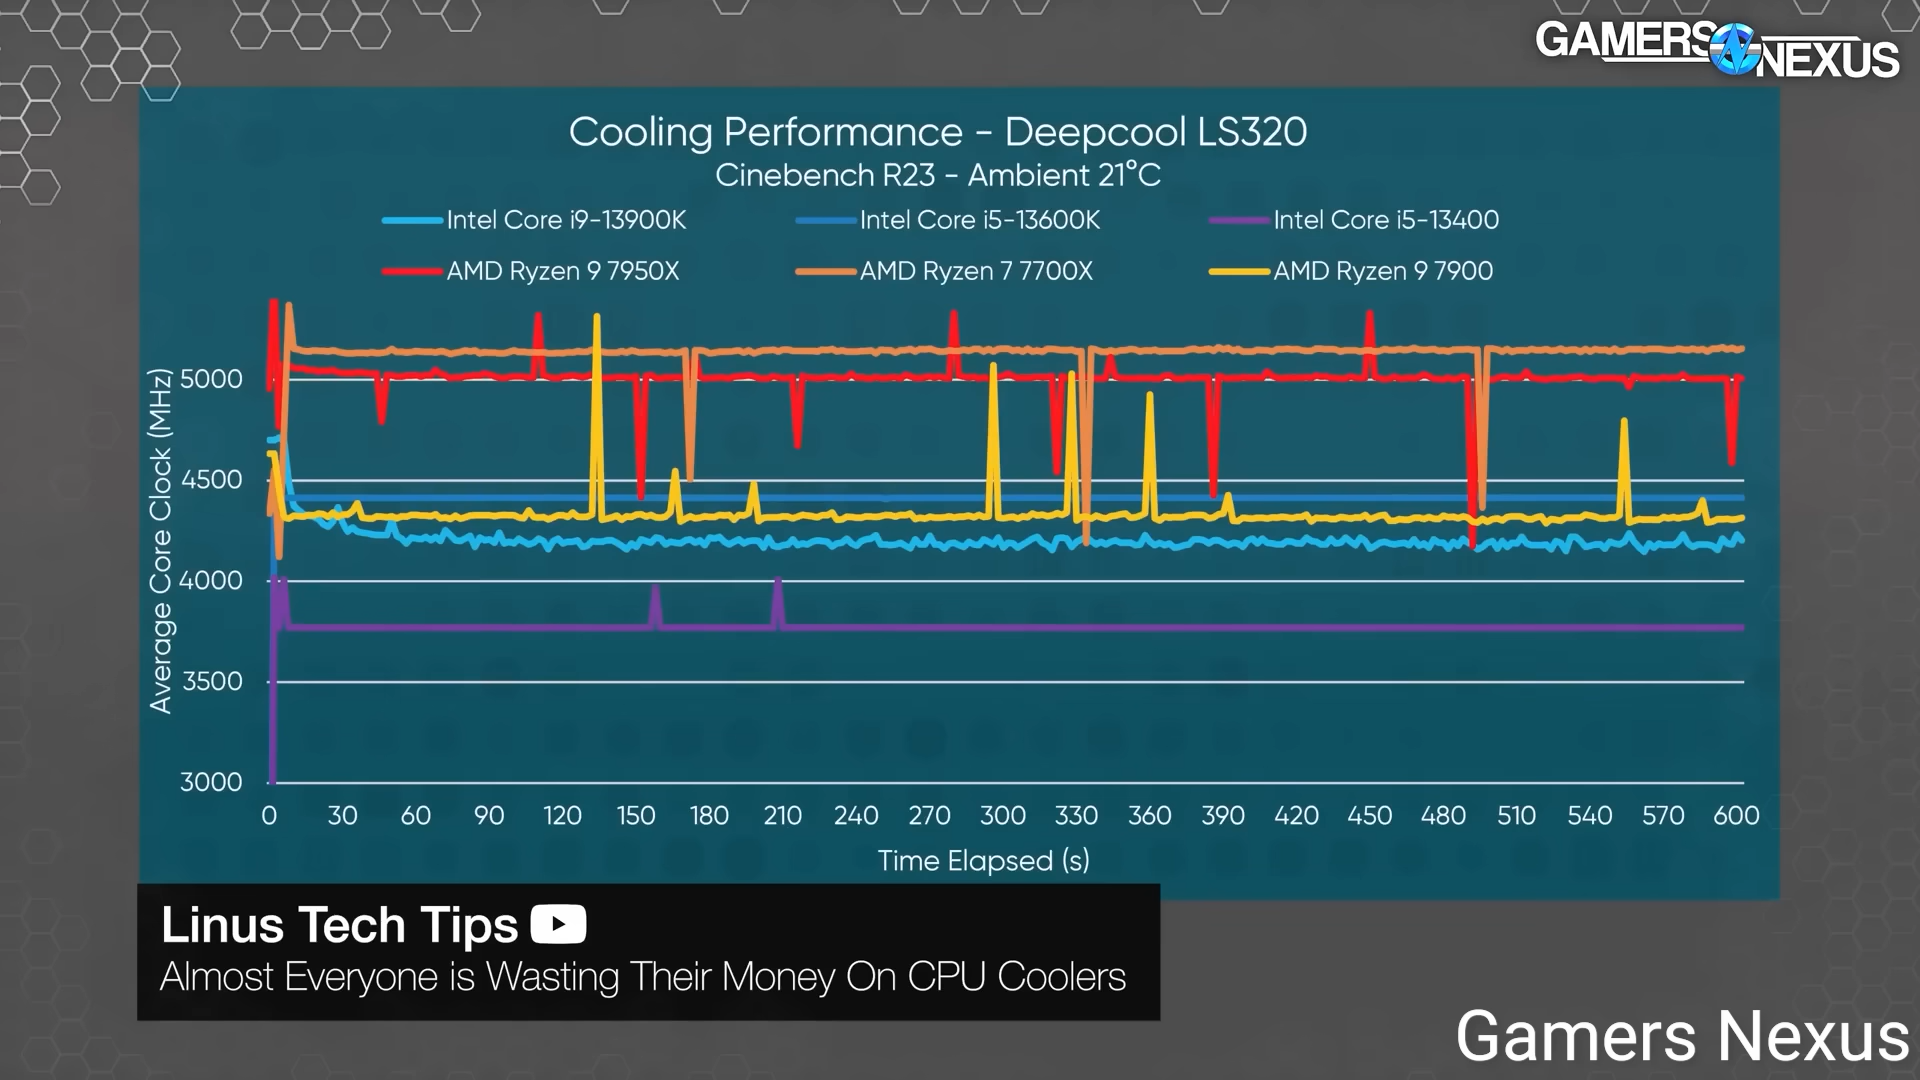 GAMERS NEXUS
Cooling Performance - Deepcool LS320
Cinebench R23 - Ambient 21°C
Intel Core i9-13900K Intel Core i5-13600K Intel Core i5-13400
AMD Ryzen 9 7950X AMD Ryzen 7 7700X AMD Ryzen 9 7900
Average Core Clock (MHz)
5000
4500
4000
3500
3000
0 30 60 90 120 150 180 210 240 270 300 330 360 390 420 450 480 510 540 570 600
Time Elapsed (s)
Linus Tech Tips
Almost Everyone is Wasting Their Money On CPU Coolers
Gamers Nexus